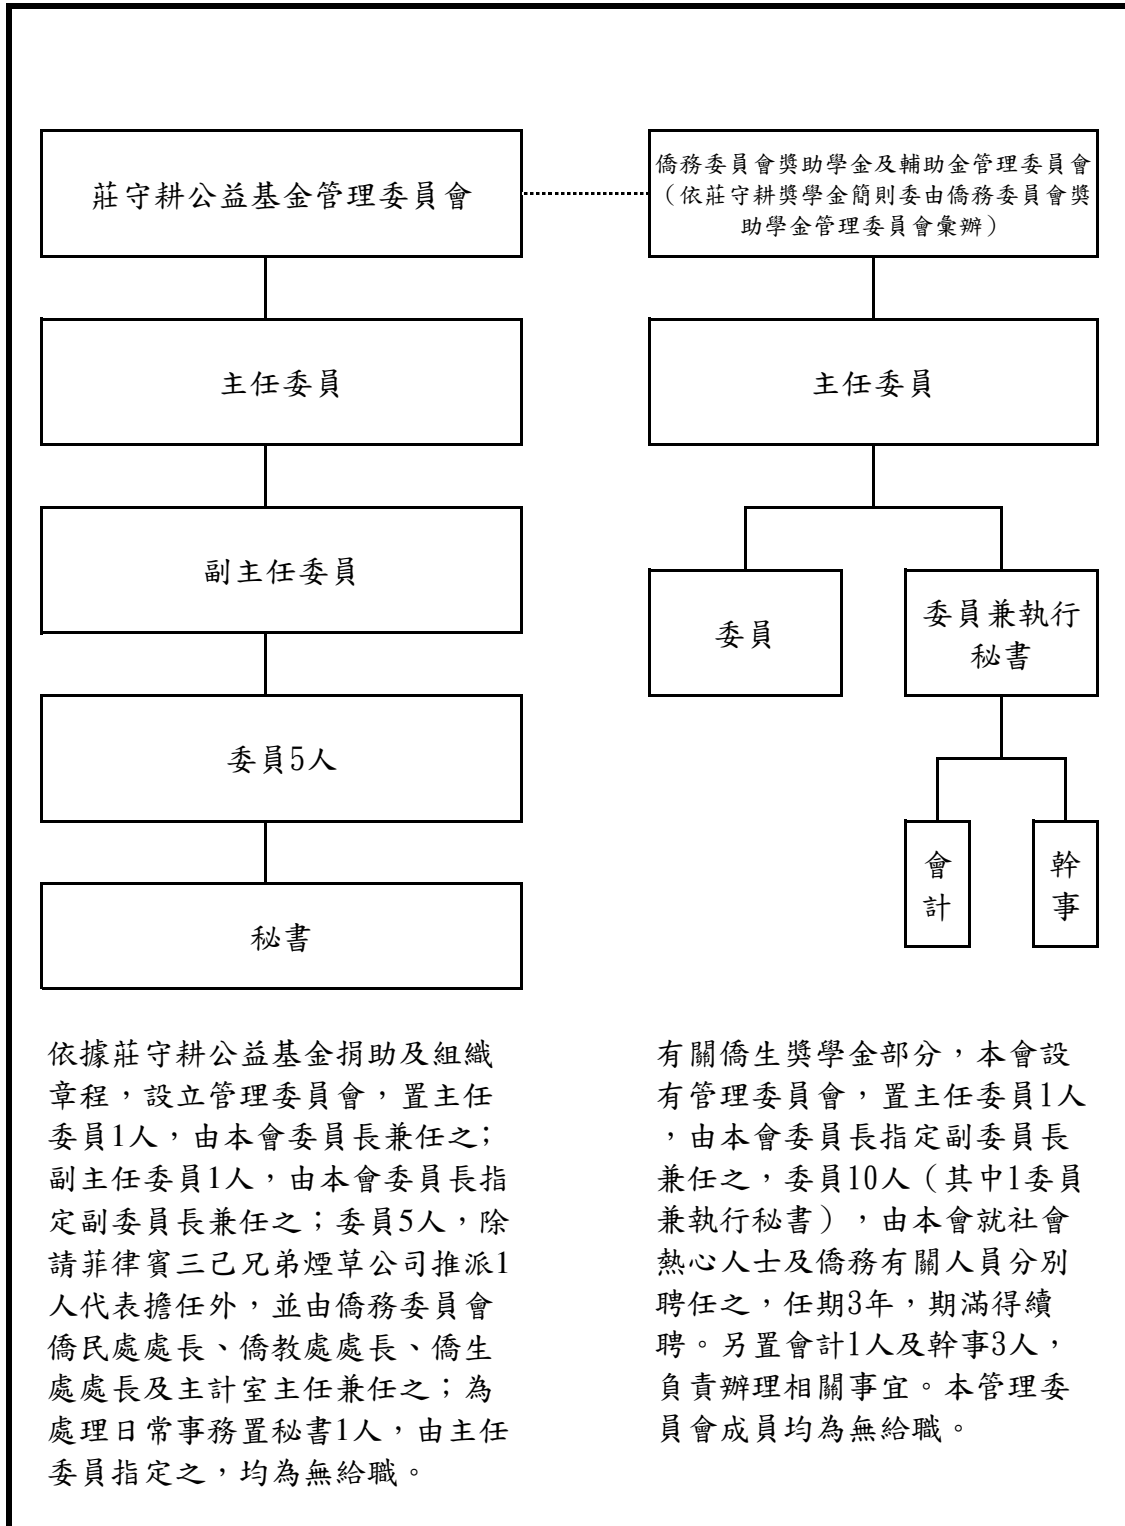 莊守耕公益基金管理委員會
僑務委員會獎助學金及輔助金管理委員會
（依莊守耕獎學金簡則委由僑務委員會獎
助學金管理委員會彙辦）
主任委員
主任委員
副主任委員
委員
委員兼執行
秘書
委員5人
會計
幹事
秘書
依據莊守耕公益基金捐助及組織
章程，設立管理委員會，置主任
委員1人，由本會委員長兼任之；
副主任委員1人，由本會委員長指
定副委員長兼任之；委員5人，除
請菲律賓三己兄弟煙草公司推派1
人代表擔任外，並由僑務委員會
僑民處處長、僑教處處長、僑生
處處長及主計室主任兼任之；為
處理日常事務置秘書1人，由主任
委員指定之，均為無給職。
有關僑生獎學金部分，本會設
有管理委員會，置主任委員1人
，由本會委員長指定副委員長
兼任之，委員10人（其中1委員
兼執行秘書），由本會就社會
熱心人士及僑務有關人員分別
聘任之，任期3年，期滿得續
聘。另置會計1人及幹事3人，
負責辦理相關事宜。本管理委
員會成員均為無給職。